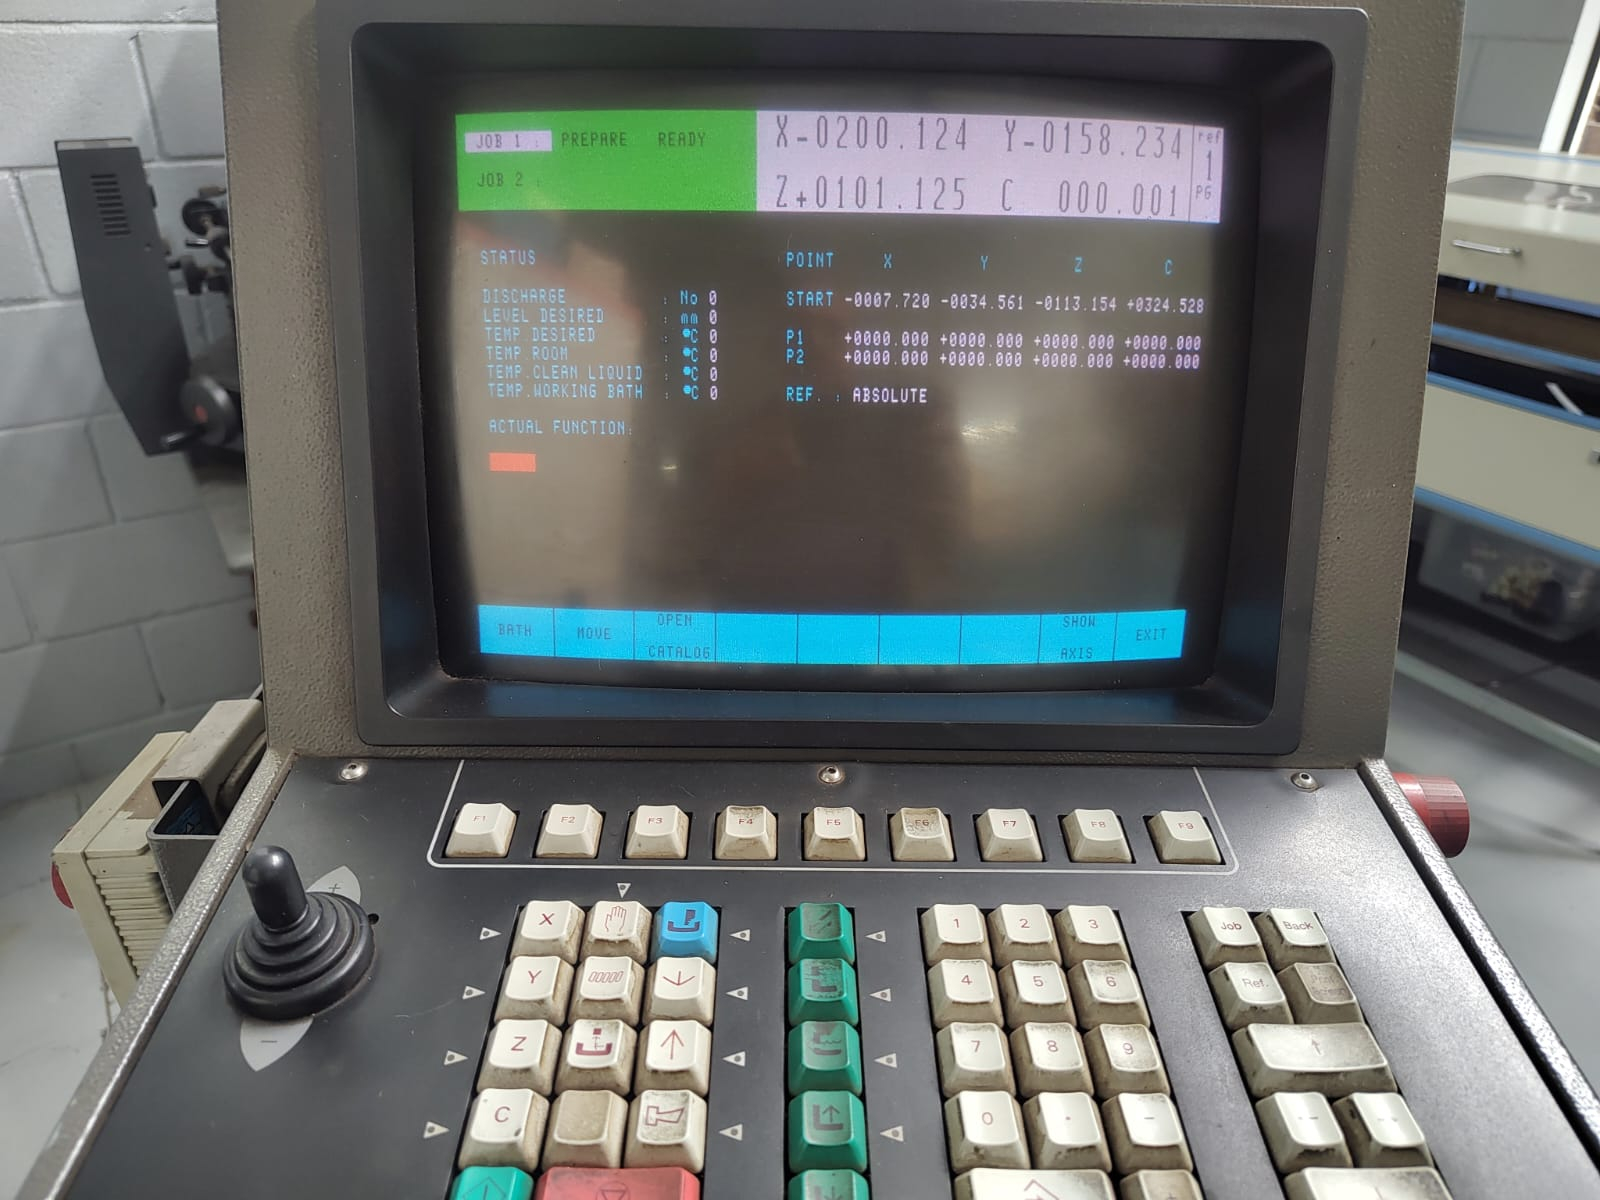 JOB 1 : PREPARE READY
JOB 2 :
X-0200.124 Y-0158.234
Z+0101.125 C 000.001
ref
1
PG
STATUS
DISCHARGE : No 0
LEVEL DESIRED : mm 0
TEMP.DESIRED : °C 0
TEMP.ROOM : °C 0
TEMP.CLEAN LIQUID : °C 0
TEMP.WORKING BATH : °C 0
ACTUAL FUNCTION:
POINT X Y Z C
START -0007.720 -0034.561 -0113.154 +0324.528
P1 +0000.000 +0000.000 +0000.000 +0000.000
P2 +0000.000 +0000.000 +0000.000 +0000.000
REF. : ABSOLUTE
BATH MOVE OPEN CATALOG SHOW AXIS EXIT
F1 F2 F3 F4 F5 F6 F7 F8 F9
+
-
X 1 2 3 Job Back
Y 00000 4 5 6 Ref.
Z 7 8 9
C 0 . -